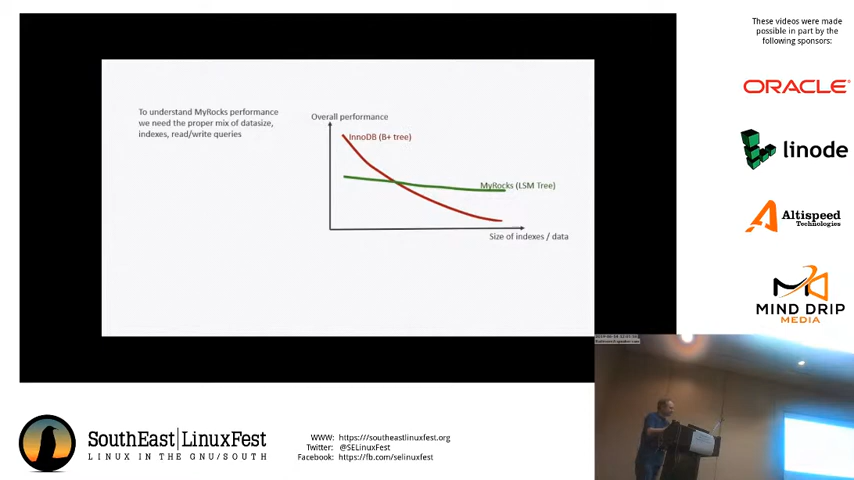 These videos were made
possible in part by the
following sponsors:
To understand MyRocks performance
we need the proper mix of datasize,
indexes, read/write queries
Overall performance
InnoDB (B+ tree)
MyRocks (LSM Tree)
Size of indexes / data
ORACLE
linode
Altispeed
Technologies
MIND DRIP
MEDIA
SouthEast|LinuxFest
LINUX IN THE GNU/SOUTH
WWW: https:///southeastlinuxfest.org
Twitter: @SELinuxFest
Facebook: https://fb.com/selinuxfest